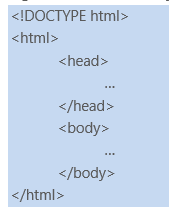 <!DOCTYPE html>
<html>
<head>
...
</head>
<body>
...
</body>
</html>